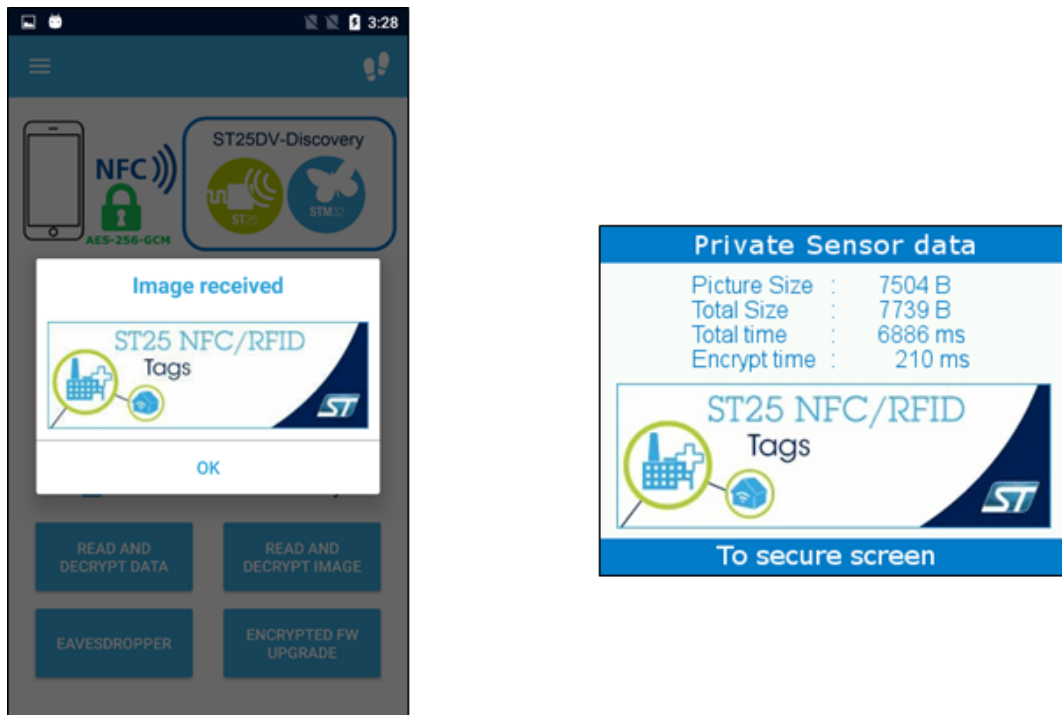 3:28
ST25DV-Discovery
NFC
ST25
STM32
AES-256-GCM
Image received
ST25 NFC/RFID
Tags
ST
OK
READ AND
DECRYPT DATA
READ AND
DECRYPT IMAGE
EAVESDROPPER
ENCRYPTED FW
UPGRADE
Private Sensor data
Picture Size : 7504 B
Total Size : 7739 B
Total time : 6886 ms
Encrypt time : 210 ms
ST25 NFC/RFID
Tags
ST
To secure screen